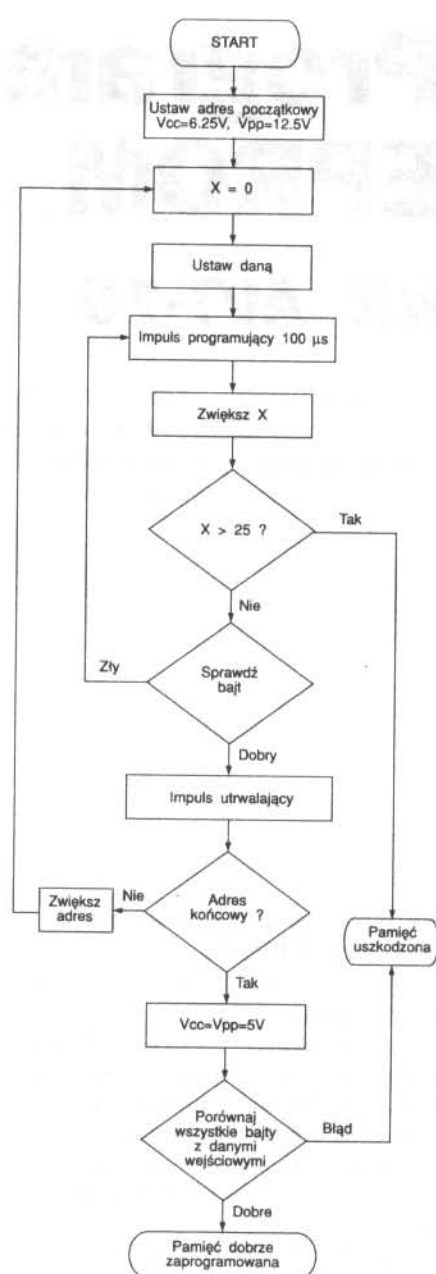 START
Ustaw adres początkowy
Vcc=6.25V, Vpp=12.5V
X = 0
Ustaw daną
Impuls programujący 100 µs
Zwiększ X
X > 25 ?
Tak
Nie
Zły
Sprawdź
bajt
Dobry
Impuls utrwalający
Zwiększ
adres
Nie
Adres
końcowy ?
Pamięć
uszkodzona
Tak
Vcc=Vpp=5V
Porównaj
wszystkie bajty
z danymi
wejściowymi
Błąd
Dobre
Pamięć dobrze
zaprogramowana